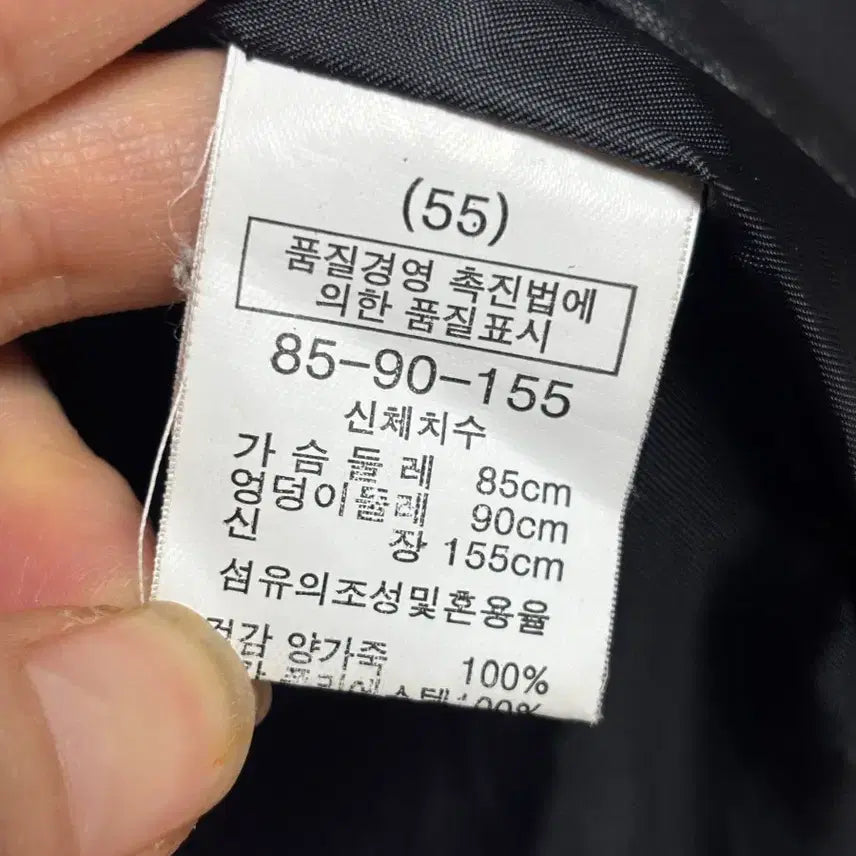 (55)
품질경영 촉진법에
의한 품질표시
85-90-155
신체치수
가슴둘레 85cm
엉덩이둘레 90cm
신장 155cm
섬유의조성및혼용율
겉감 양가죽 100%
100%